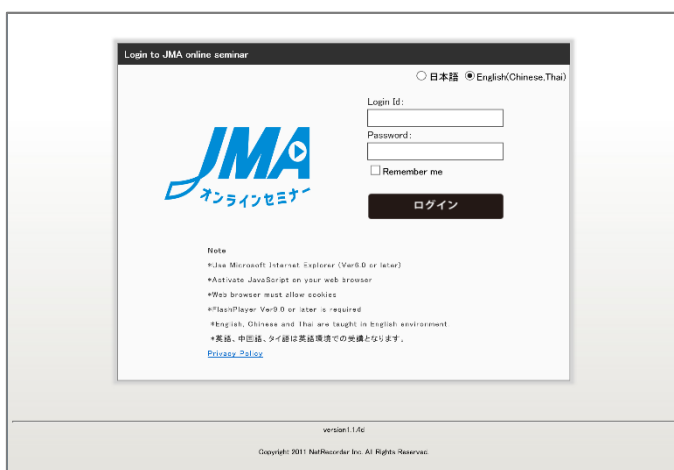 Login to JMA online seminar
日本語 English(Chinese,Thai)
Login Id:
Password:
Remember me
JMA
オンラインセミナー
ログイン
Note
*Use Microsoft Internet Explorer (Ver6.0 or later)
*Activate JavaScript on your web browser
*Web browser must allow cookies
*FlashPlayer Ver9.0 or later is required
*English, Chinese and Thai are taught in English environment.
*英語、中国語、タイ語は英語環境での受講となります。
Privacy Policy
version1.1.4d
Copyright 2011 NetRecorder Inc. All Rights Reserved.